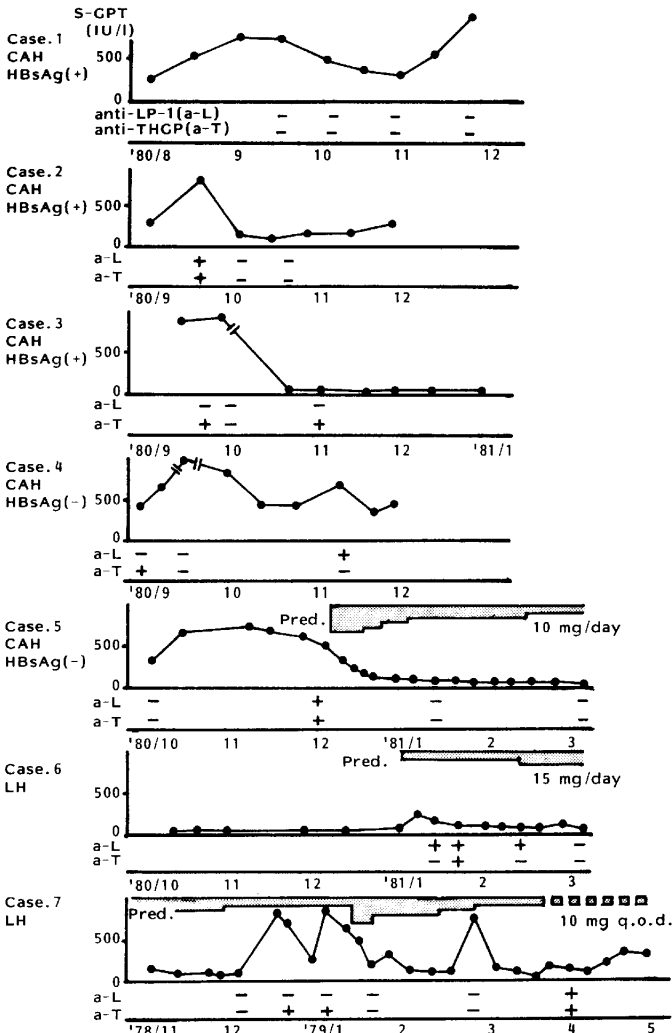 S-GPT
(IU/l)
Case.1
CAH
HBsAg(+)
500
0
anti-LP-1(a-L) - - - -
anti-THGP(a-T) - - - -
'80/8 9 10 11 12
Case.2
CAH
HBsAg(+)
500
0
a-L + - -
a-T + - -
'80/9 10 11 12
Case.3
CAH
HBsAg(+)
500
0
a-L - - -
a-T + - +
'80/9 10 11 12 '81/1
Case.4
CAH
HBsAg(-)
500
0
a-L - - +
a-T + - -
'80/9 10 11 12
Pred.
10 mg/day
Case.5
CAH
HBsAg(-)
500
0
a-L - + - -
a-T - + - -
'80/10 11 12 '81/1 2 3
Pred.
15 mg/day
Case.6
LH
500
0
a-L + + + -
a-T - + - -
'80/10 11 12 '81/1 2 3
Case.7
LH
Pred.
10 mg q.o.d.
500
0
a-L - - - - - +
a-T - + + - - +
'78/11 12 '79/1 2 3 4 5